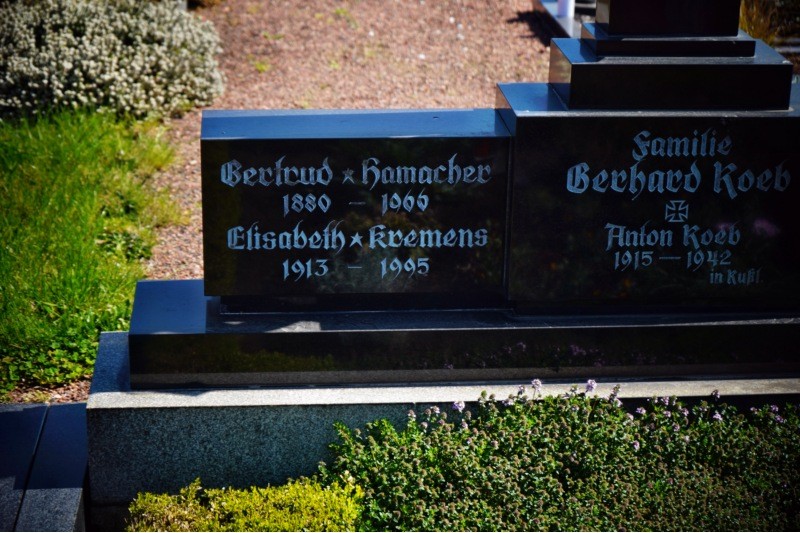 Gertrud ★ Hamacher
1880 – 1966
Elisabeth ★ Kremens
1913 – 1995
Familie
Gerhard Koeb
Anton Koeb
1915 – 1942
in Rußl.